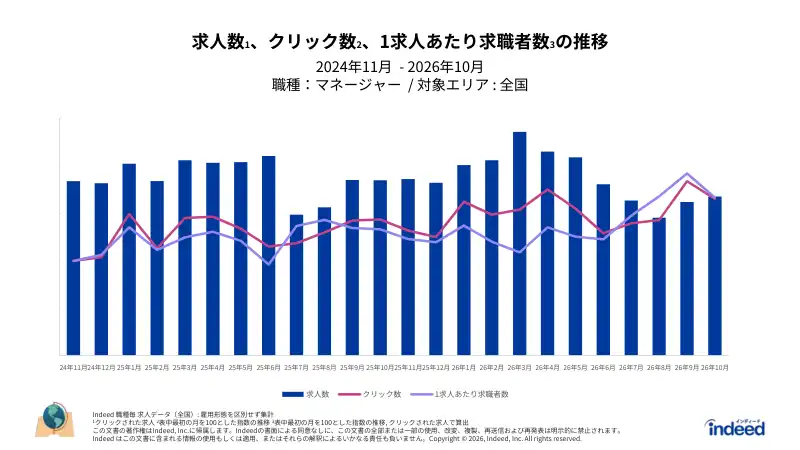 求人数1、クリック数2、1求人あたり求職者数3の推移
2024年11月 - 2026年10月
職種：マネージャー / 対象エリア : 全国
24年11月 24年12月 25年1月 25年2月 25年3月 25年4月 25年5月 25年6月 25年7月 25年8月 25年9月 25年10月 25年11月 25年12月 26年1月 26年2月 26年3月 26年4月 26年5月 26年6月 26年7月 26年8月 26年9月 26年10月
求人数 クリック数 1求人あたり求職者数
Indeed 職種毎 求人データ（全国）: 雇用形態を区別せず集計
¹クリックされた求人 ²表中最初の月を100とした指数の推移 ³表中最初の月を100とした指数の推移, クリックされた求人で算出
この文書の著作権はIndeed, Inc.に帰属します。Indeedの書面による同意なしに、この文書の全部または一部の使用、改変、複製、再送信および再発表は明示的に禁止されます。
Indeed はこの文書に含まれる情報の使用もしくは適用、またはそれらの解釈によるいかなる責任も負いません。Copyright © 2026, Indeed, Inc. All rights reserved.
インディード
indeed